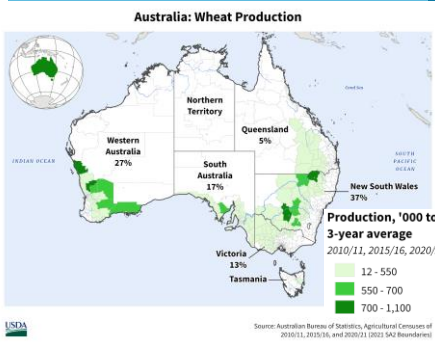 Australia: Wheat Production
Coral Sea
Northern
Territory
Queensland
5%
Western
Australia
27%
INDIAN OCEAN
SOUTH
PACIFIC
OCEAN
South
Australia
17%
New South Wales
37%
Victoria
13%
Tasmania
Production, '000 to
3-year average
2010/11, 2015/16, 2020/
12 - 550
550 - 700
700 - 1,100
USDA
Source: Australian Bureau of Statistics, Agricultural Censuses of
2010/11, 2015/16, and 2020/21 (2021 SA2 Boundaries)